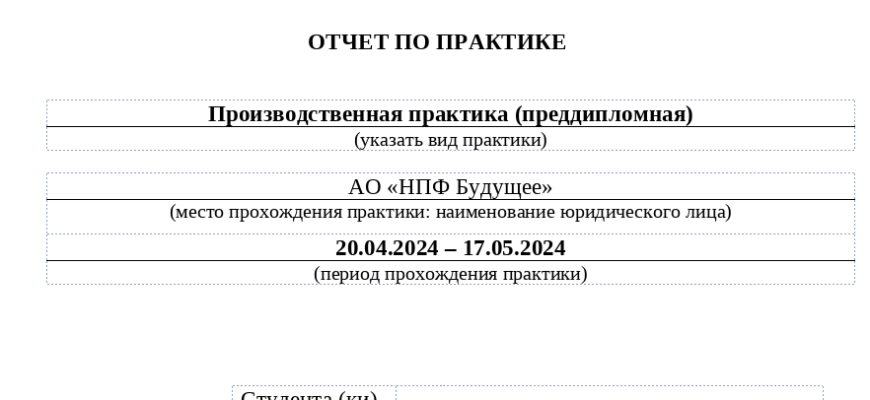 ОТЧЕТ ПО ПРАКТИКЕ
Производственная практика (преддипломная)
(указать вид практики)
АО «НПФ Будущее»
(место прохождения практики: наименование юридического лица)
20.04.2024 – 17.05.2024
(период прохождения практики)
Студента (ки)